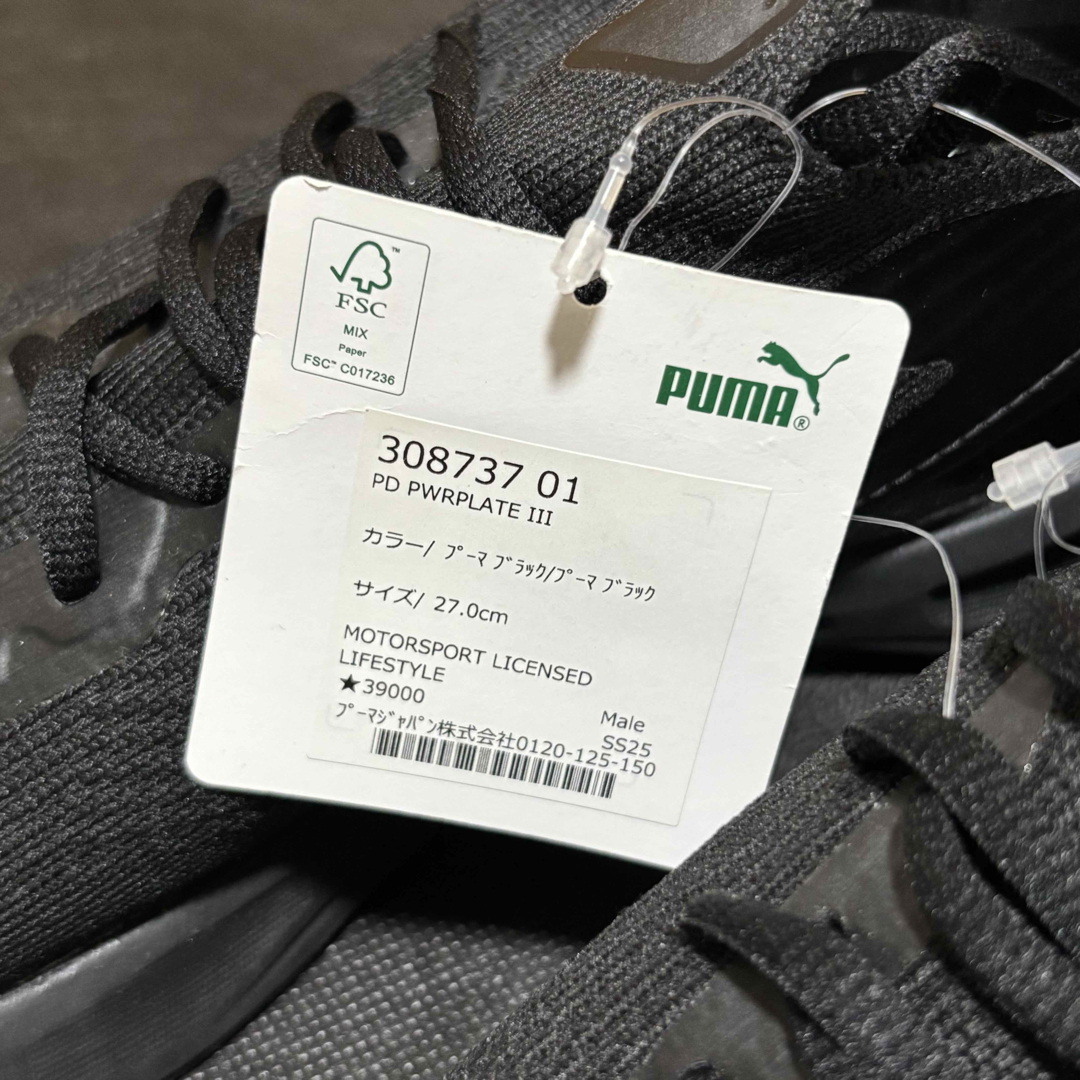 FSC™
MIX
Paper
FSC™ C017236
PUMA®
308737 01
PD PWRPLATE III
カラー/ プーマ ブラック/プーマ ブラック
サイズ/ 27.0cm
MOTORSPORT LICENSED
LIFESTYLE
★39000
Male
SS25
プーマジャパン株式会社0120-125-150